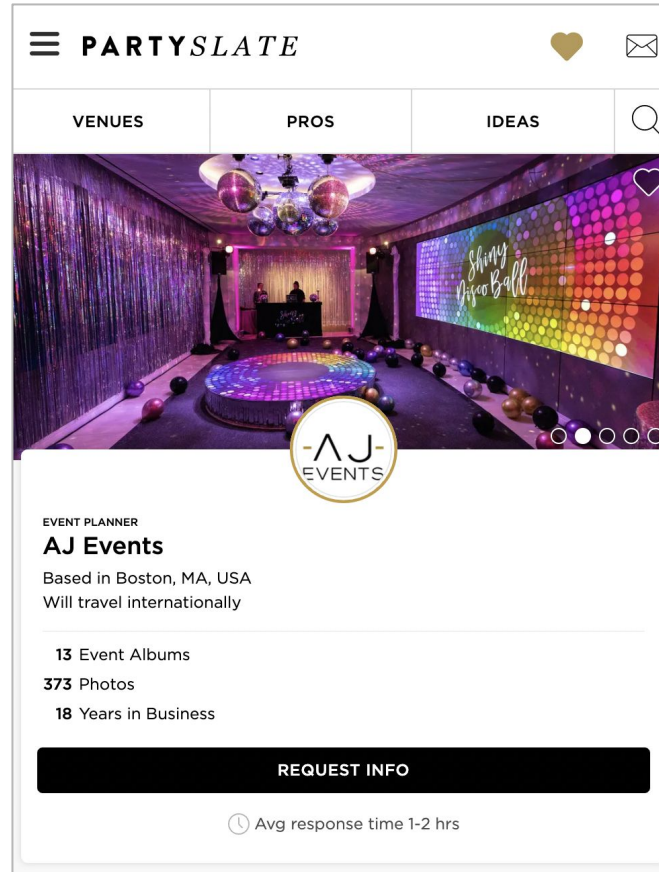 PARTYSLATE
VENUES
PROS
IDEAS
Shiny
Disco Ball
-AJ-
EVENTS
EVENT PLANNER
AJ Events
Based in Boston, MA, USA
Will travel internationally
13 Event Albums
373 Photos
18 Years in Business
REQUEST INFO
Avg response time 1-2 hrs